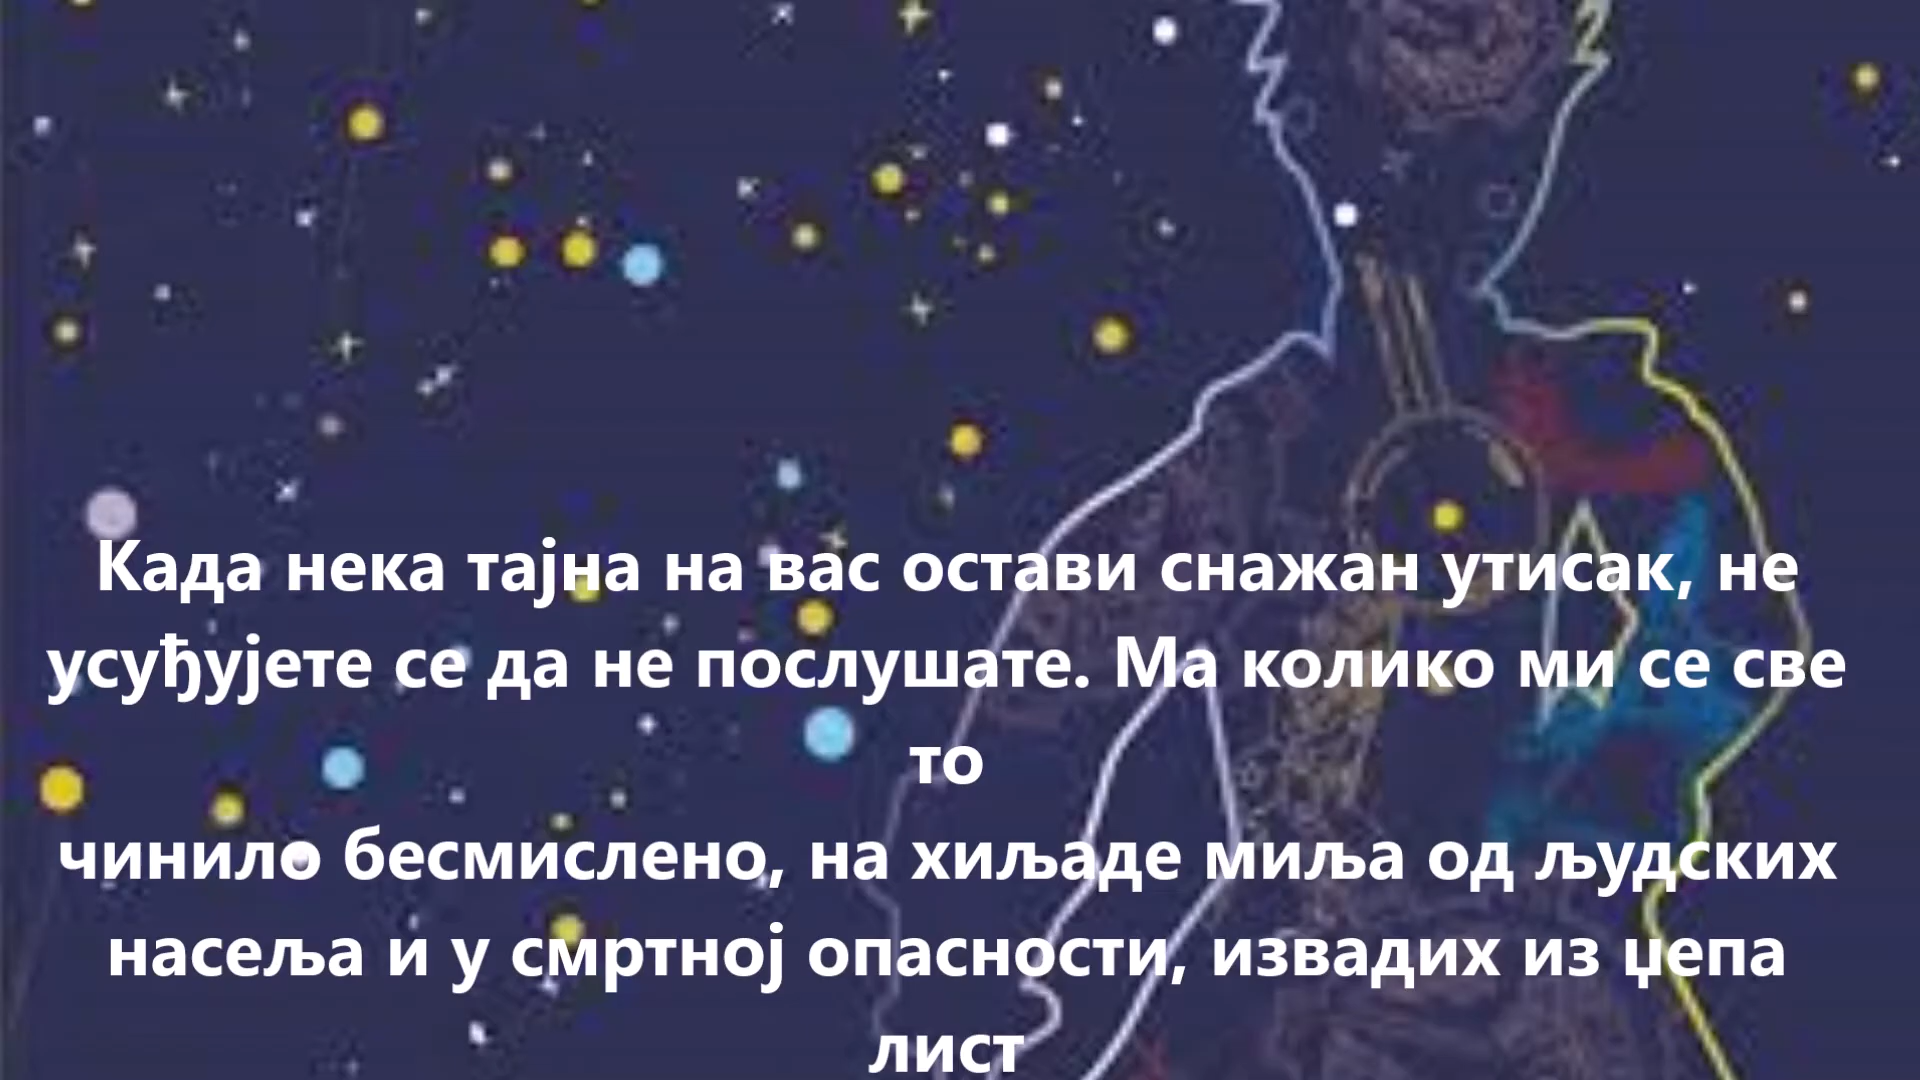 Када нека тајна на вас остави снажан утисак, не
усуђујете се да не послушате. Ма колико ми се све
то
чинило бесмислено, на хиљаде миља од људских
насеља и у смртној опасности, извадих из џепа
лист